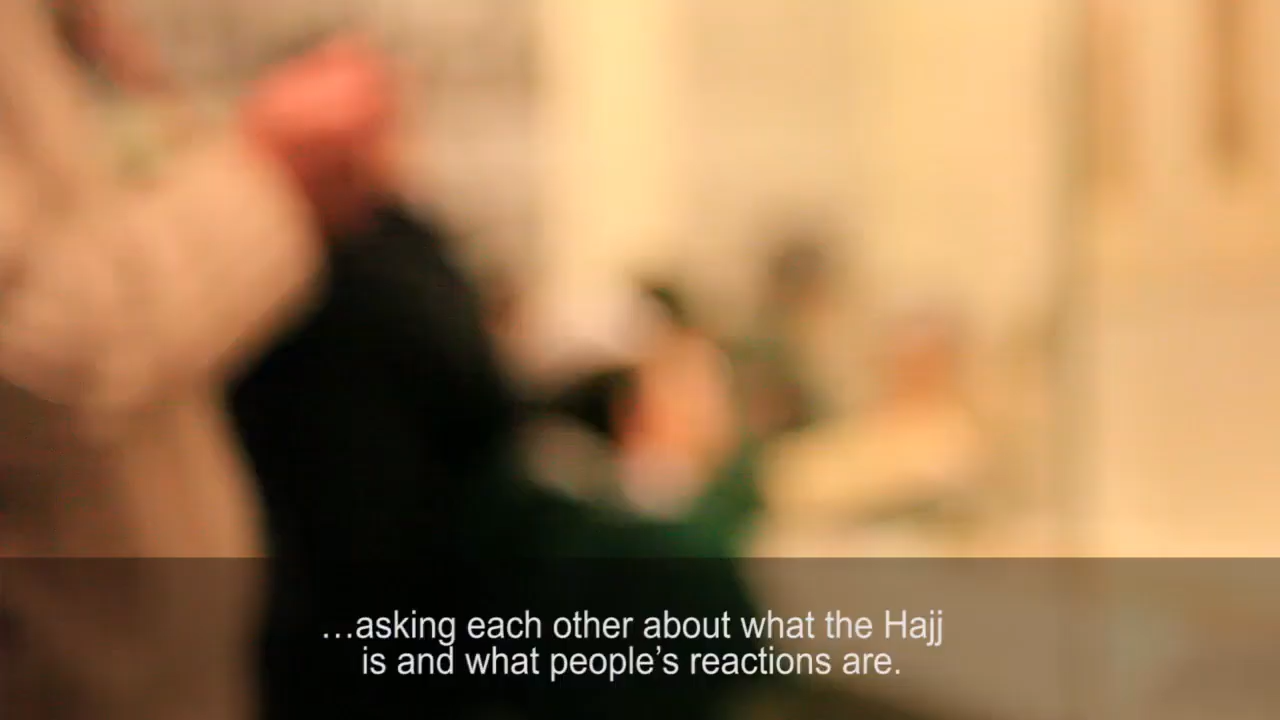 …asking each other about what the Hajj
is and what people’s reactions are.